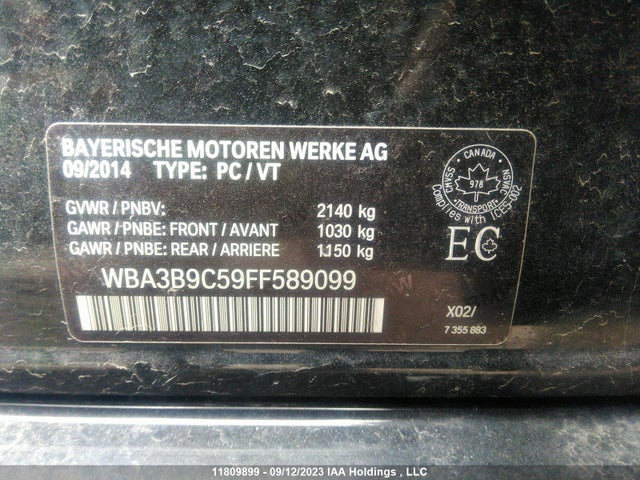 BAYERISCHE MOTOREN WERKE AG
09/2014 TYPE: PC / VT
GVWR / PNBV: 2140 kg
GAWR / PNBE: FRONT / AVANT 1030 kg
GAWR / PNBE: REAR / ARRIERE 1150 kg
WBA3B9C59FF589099
CANADA
CMVSS NSVAC
978
TRANSPORT
Complies with ICES-002
EC
X02/
7 355 883
11809899 - 09/12/2023 IAA Holdings , LLC